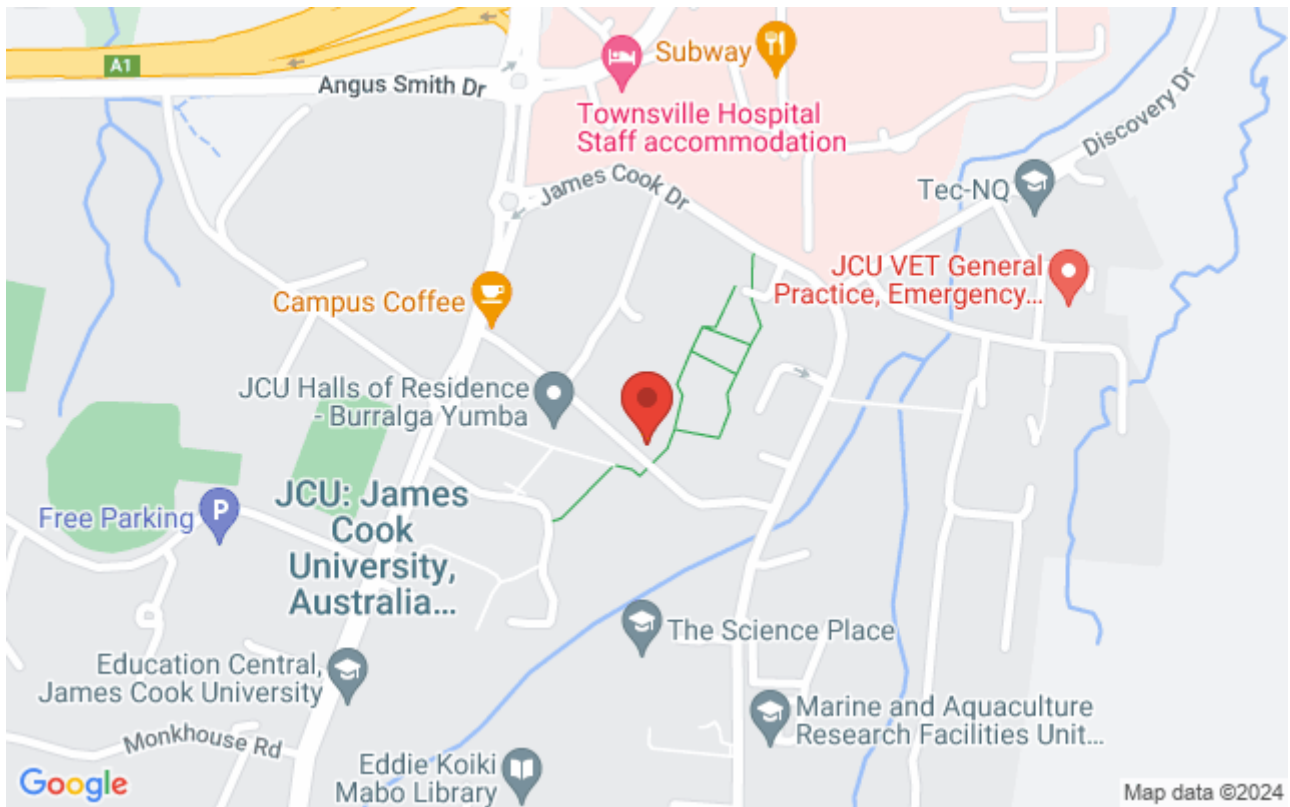 A1
Angus Smith Dr
Subway
Townsville Hospital
Staff accommodation
James Cook Dr
Discovery Dr
Tec-NQ
JCU VET General
Practice, Emergency...
Campus Coffee
JCU Halls of Residence
- Burralga Yumba
JCU: James
Cook
University,
Australia...
Free Parking
P
The Science Place
Education Central,
James Cook University
Marine and Aquaculture
Research Facilities Unit...
Monkhouse Rd
Eddie Koiki
Mabo Library
Google
Map data ©2024